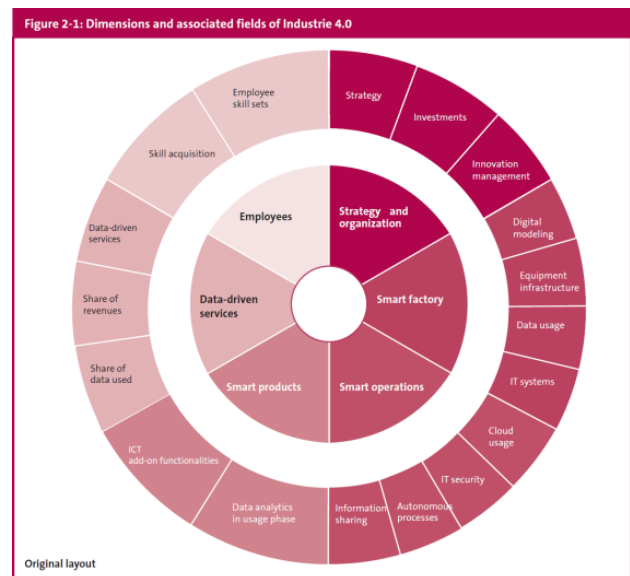 Figure 2-1: Dimensions and associated fields of Industrie 4.0
Employee
skill sets
Strategy
Investments
Skill acquisition
Innovation
management
Employees
Strategy and
organization
Data-driven
services
Digital
modeling
Equipment
infrastructure
Share of
revenues
Data-driven
services
Smart factory
Data usage
Share of
data used
Smart products
Smart operations
IT systems
Cloud
usage
ICT
add-on functionalities
IT security
Data analytics
in usage phase
Information
sharing
Autonomous
processes
Original layout